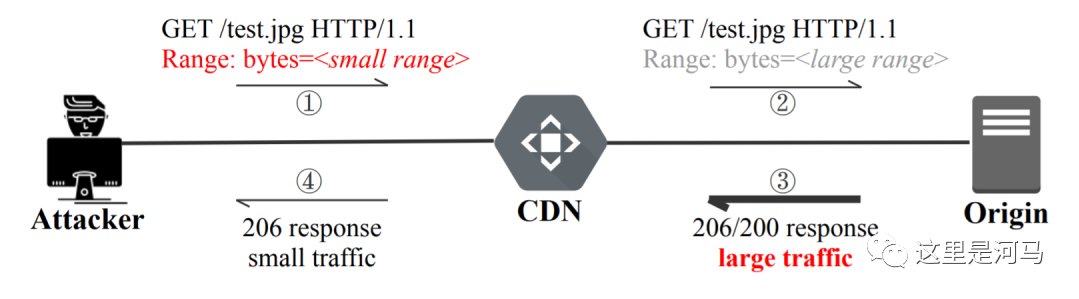 GET /test.jpg HTTP/1.1
Range: bytes=<small range>
①
GET /test.jpg HTTP/1.1
Range: bytes=<large range>
②
Attacker
CDN
Origin
④
206 response
small traffic
③
206/200 response
large traffic
这里是河马